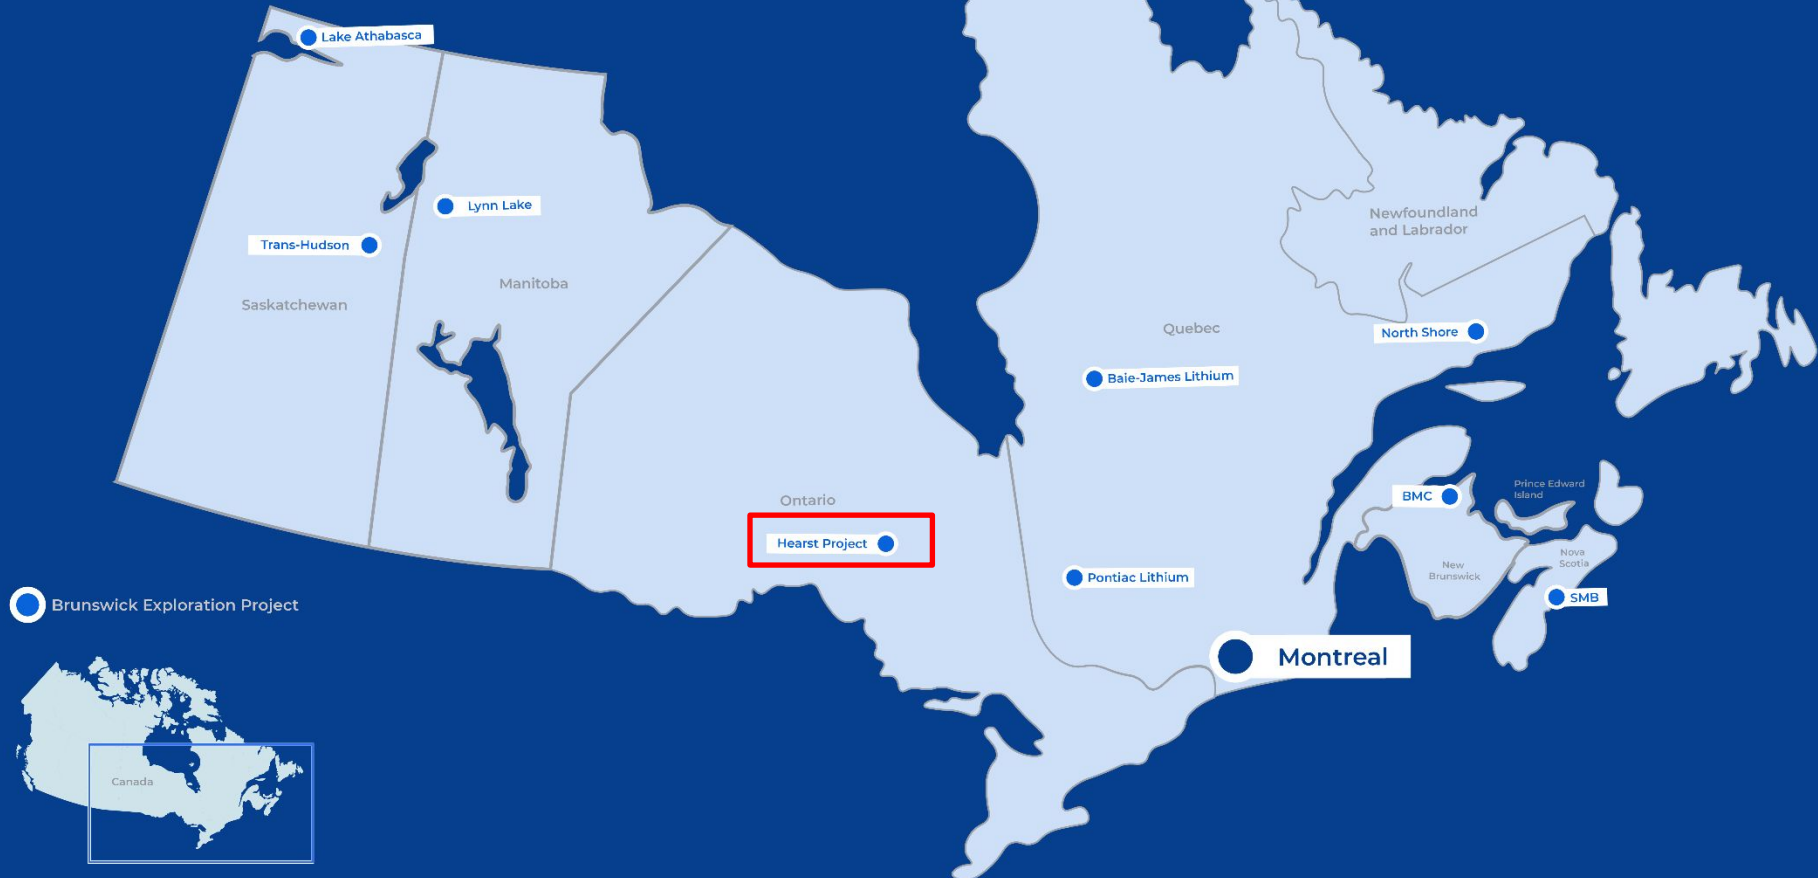 Lake Athabasca
Lynn Lake
Trans-Hudson
Manitoba
Saskatchewan
Newfoundland
and Labrador
Quebec
North Shore
Baie-James Lithium
Ontario
Hearst Project
BMC
Prince Edward
Island
Nova
Scotia
New
Brunswick
Pontiac Lithium
SMB
Montreal
Brunswick Exploration Project
Canada